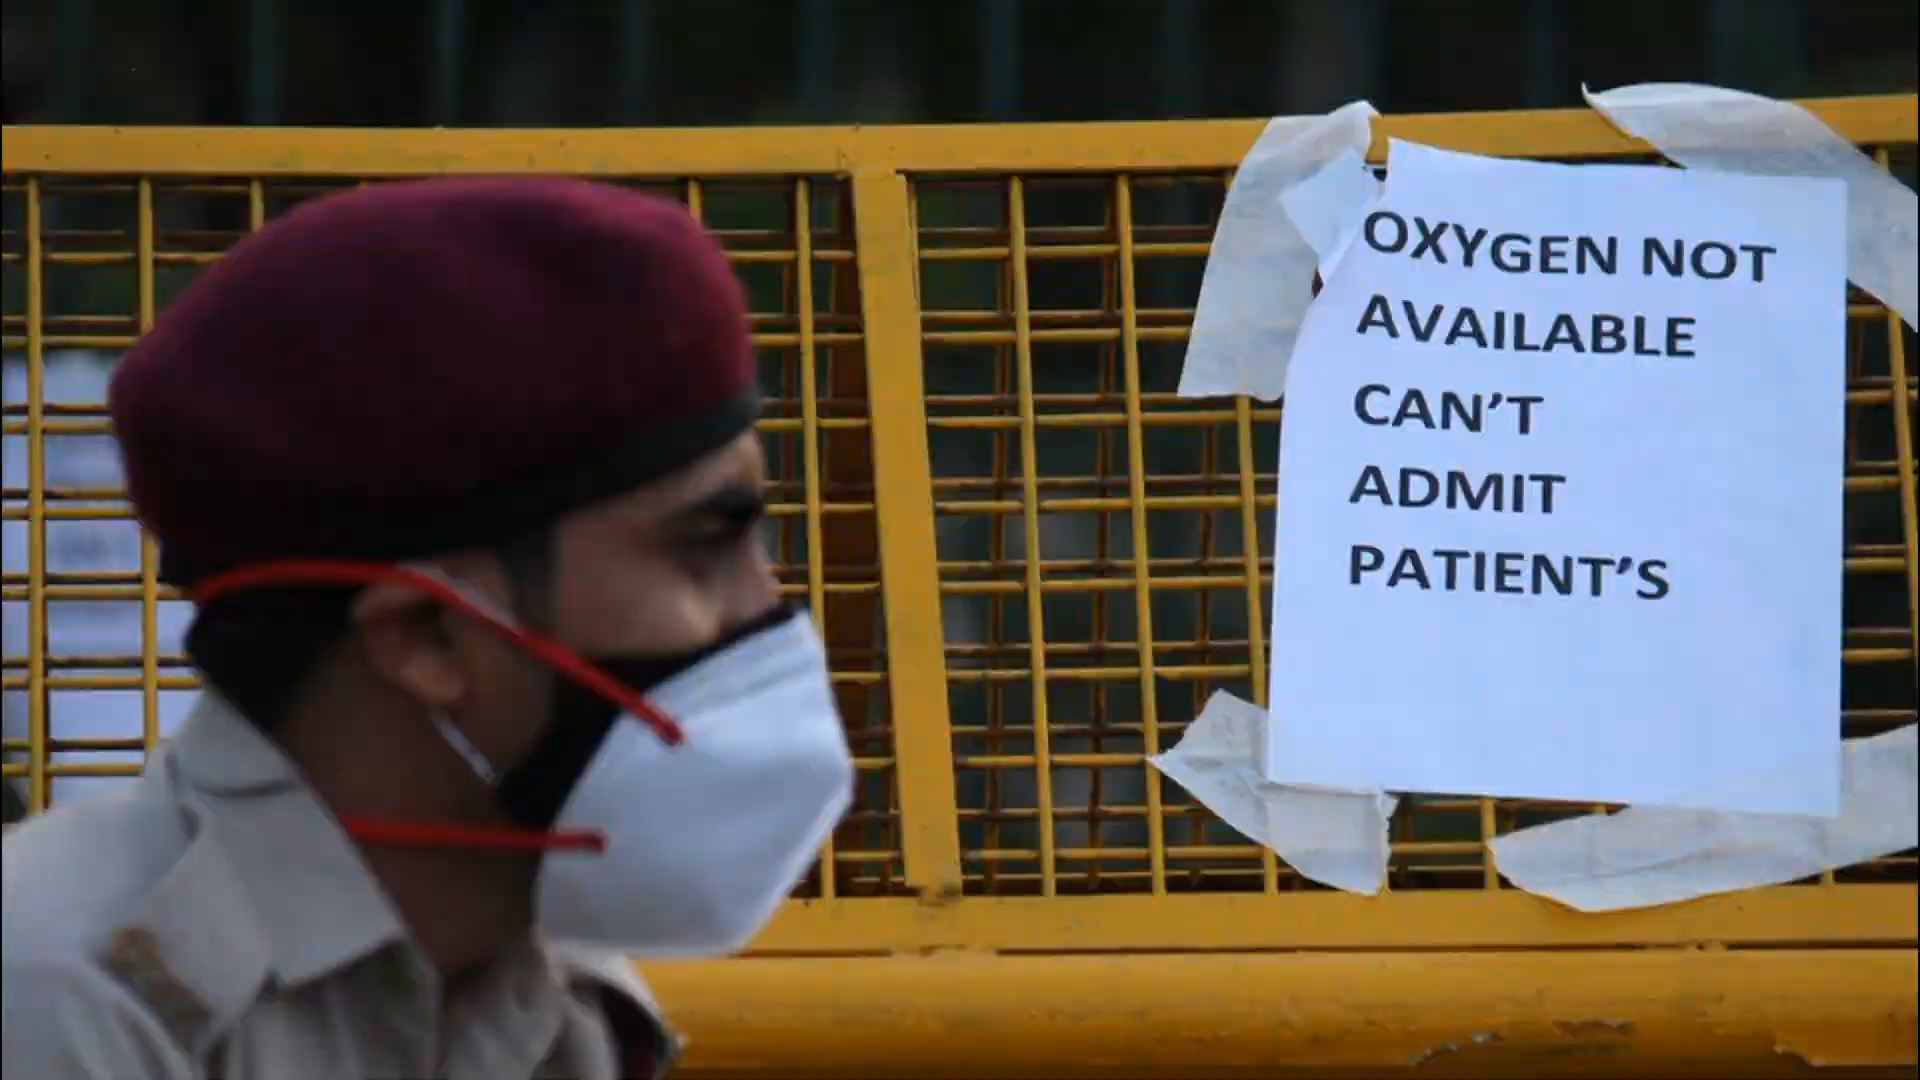 OXYGEN NOT
AVAILABLE
CAN’T
ADMIT
PATIENT’S